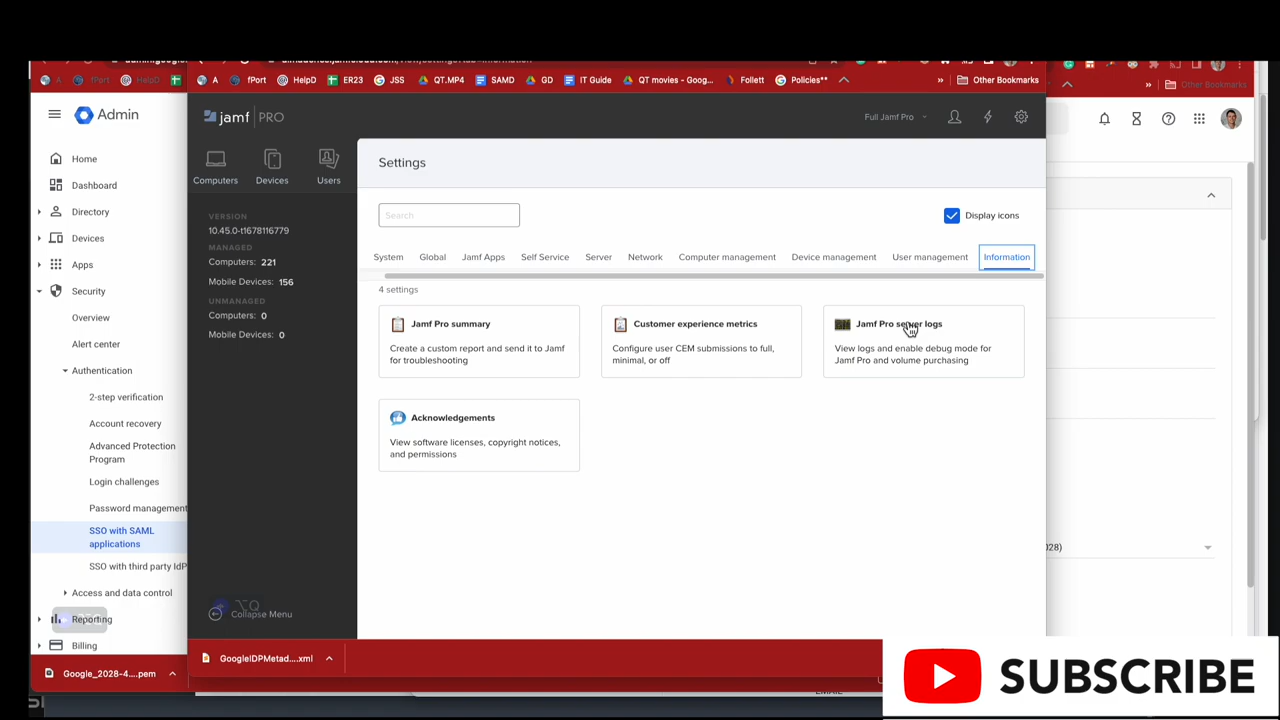 A
fPort
HelpD
A
fPort
HelpD
ER23
JSS
QT.MP4
SAMD
GD
IT Guide
QT movies - Goog...
Follett
Policies**
»
Other Bookmarks
»
Other Bookmarks
Admin
Home
Dashboard
Directory
Devices
Apps
Security
Overview
Alert center
Authentication
2-step verification
Account recovery
Advanced Protection
Program
Login challenges
Password management
SSO with SAML
applications
SSO with third party IdP
Access and data control
Reporting
Billing
Google_2028-4....pem
jamf PRO
Full Jamf Pro
Computers
Devices
Users
VERSION
10.45.0-t1678116779
MANAGED
Computers: 221
Mobile Devices: 156
UNMANAGED
Computers: 0
Mobile Devices: 0
Collapse Menu
Settings
Search
Display icons
System
Global
Jamf Apps
Self Service
Server
Network
Computer management
Device management
User management
Information
4 settings
Jamf Pro summary
Create a custom report and send it to Jamf
for troubleshooting
Customer experience metrics
Configure user CEM submissions to full,
minimal, or off
Jamf Pro server logs
View logs and enable debug mode for
Jamf Pro and volume purchasing
Acknowledgements
View software licenses, copyright notices,
and permissions
028)
GoogleIDPMetad....xml
SUBSCRIBE